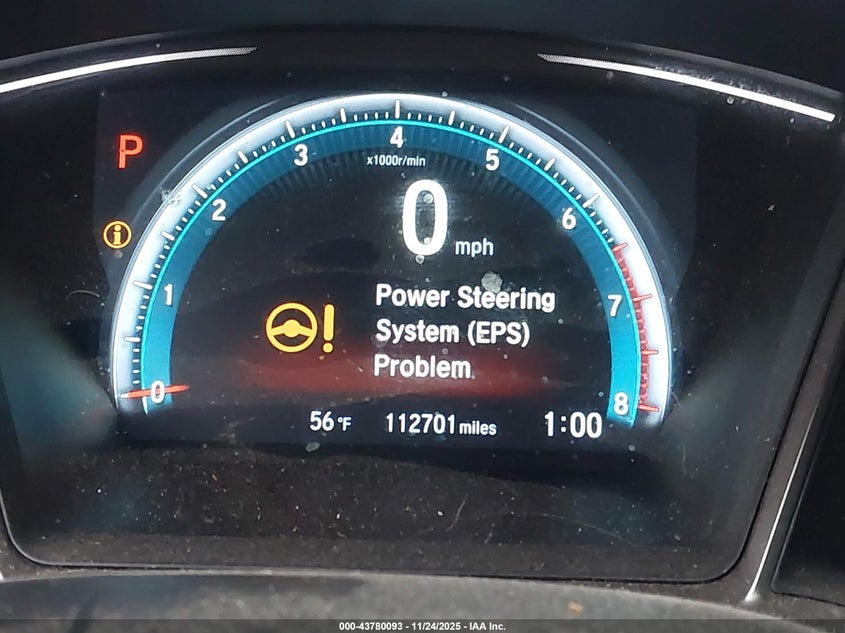 P
0
1
2
3
4
5
6
7
8
x1000r/min
0 mph
Power Steering
System (EPS)
Problem
56°F 112701 miles 1:00
000-43780093 - 11/24/2025 - IAA Inc.